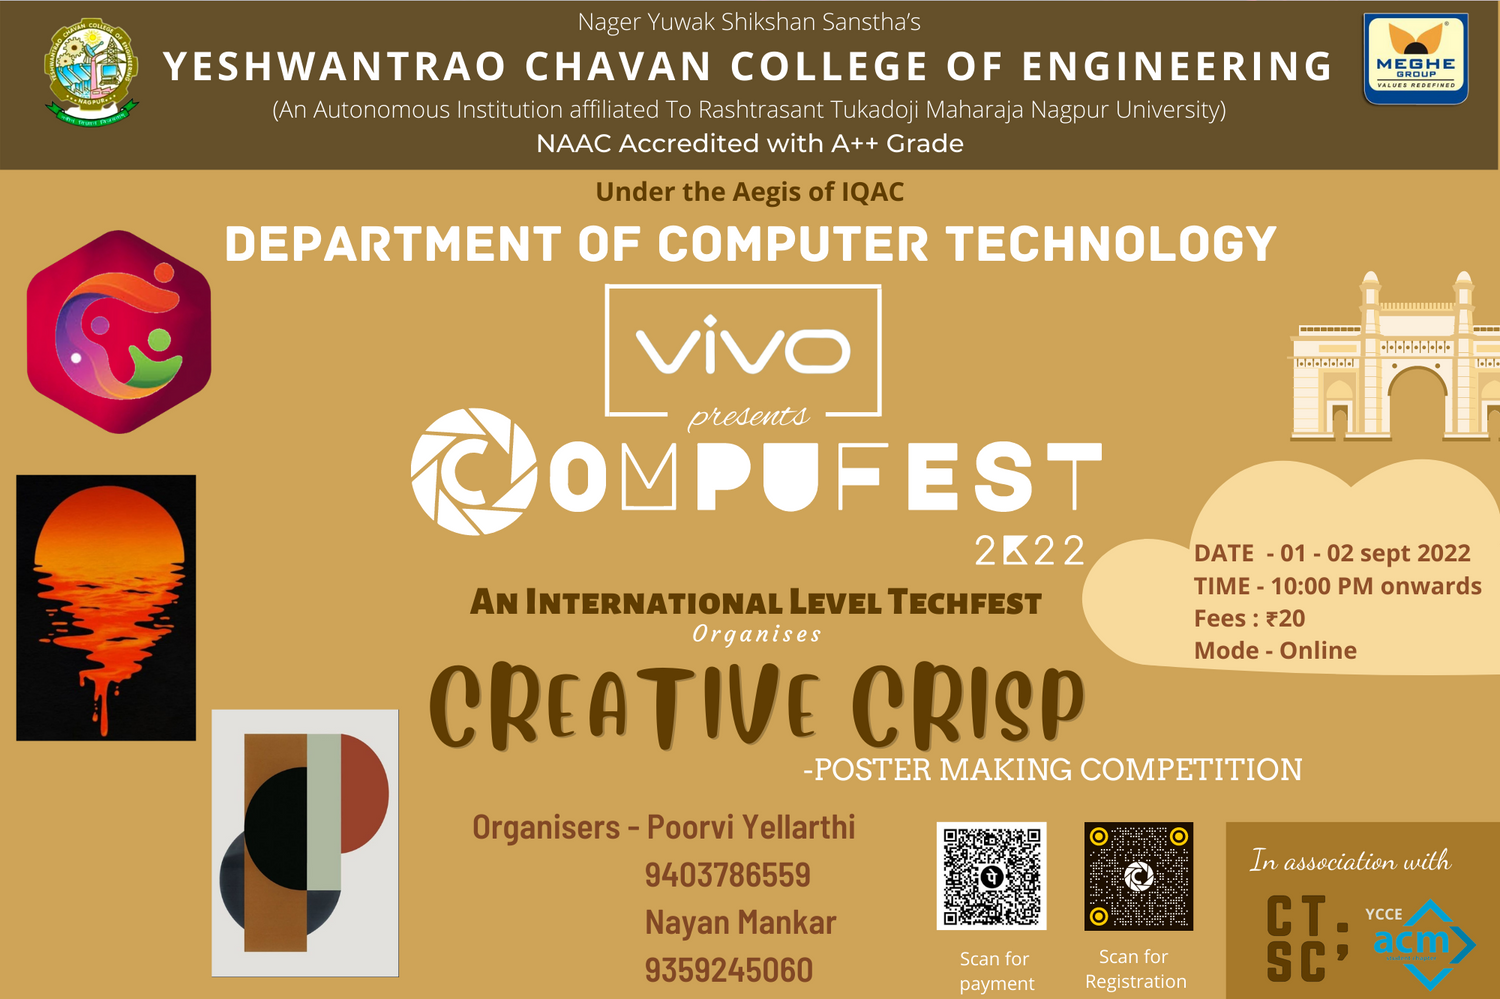 Nager Yuwak Shikshan Sanstha's
YESHWANTRAO CHAVAN COLLEGE OF ENGINEERING
(An Autonomous Institution affiliated To Rashtrasant Tukadoji Maharaja Nagpur University)
NAAC Accredited with A++ Grade
MEGHE
GROUP
VALUES REDEFINED
NAGPUR
Under the Aegis of IQAC
DEPARTMENT OF COMPUTER TECHNOLOGY
vivo
presents
COMPUFEST
2K22
DATE - 01 - 02 sept 2022
TIME - 10:00 PM onwards
Fees : ₹20
Mode - Online
AN INTERNATIONAL LEVEL TECHFEST
Organises
CREATIVE CRISP
-POSTER MAKING COMPETITION
Organisers - Poorvi Yellarthi
9403786559
Nayan Mankar
9359245060
पे
Scan for
payment
Scan for
Registration
In association with
CT;
SC
YCCE
acm